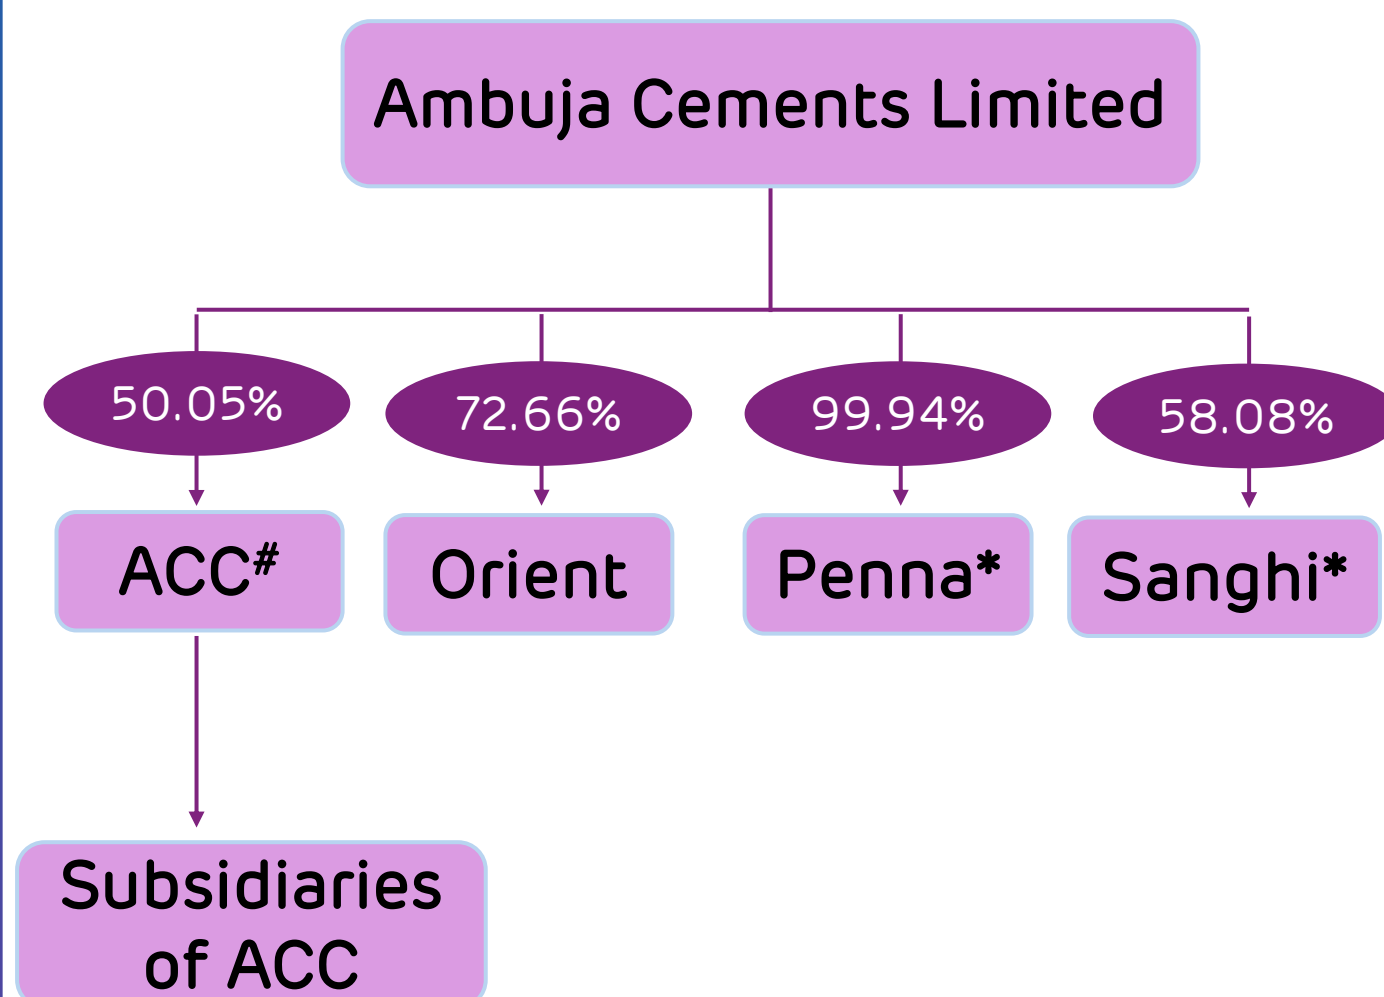 Ambuja Cements Limited
50.05%
72.66%
99.94%
58.08%
ACC#
Orient
Penna*
Sanghi*
Subsidiaries
of ACC